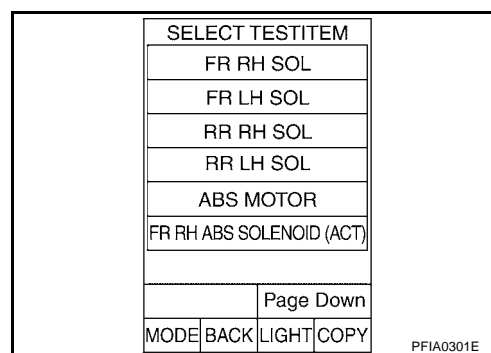 SELECT TESTITEM
FR RH SOL
FR LH SOL
RR RH SOL
RR LH SOL
ABS MOTOR
FR RH ABS SOLENOID (ACT)
Page Down
MODE BACK LIGHT COPY
PFIA0301E